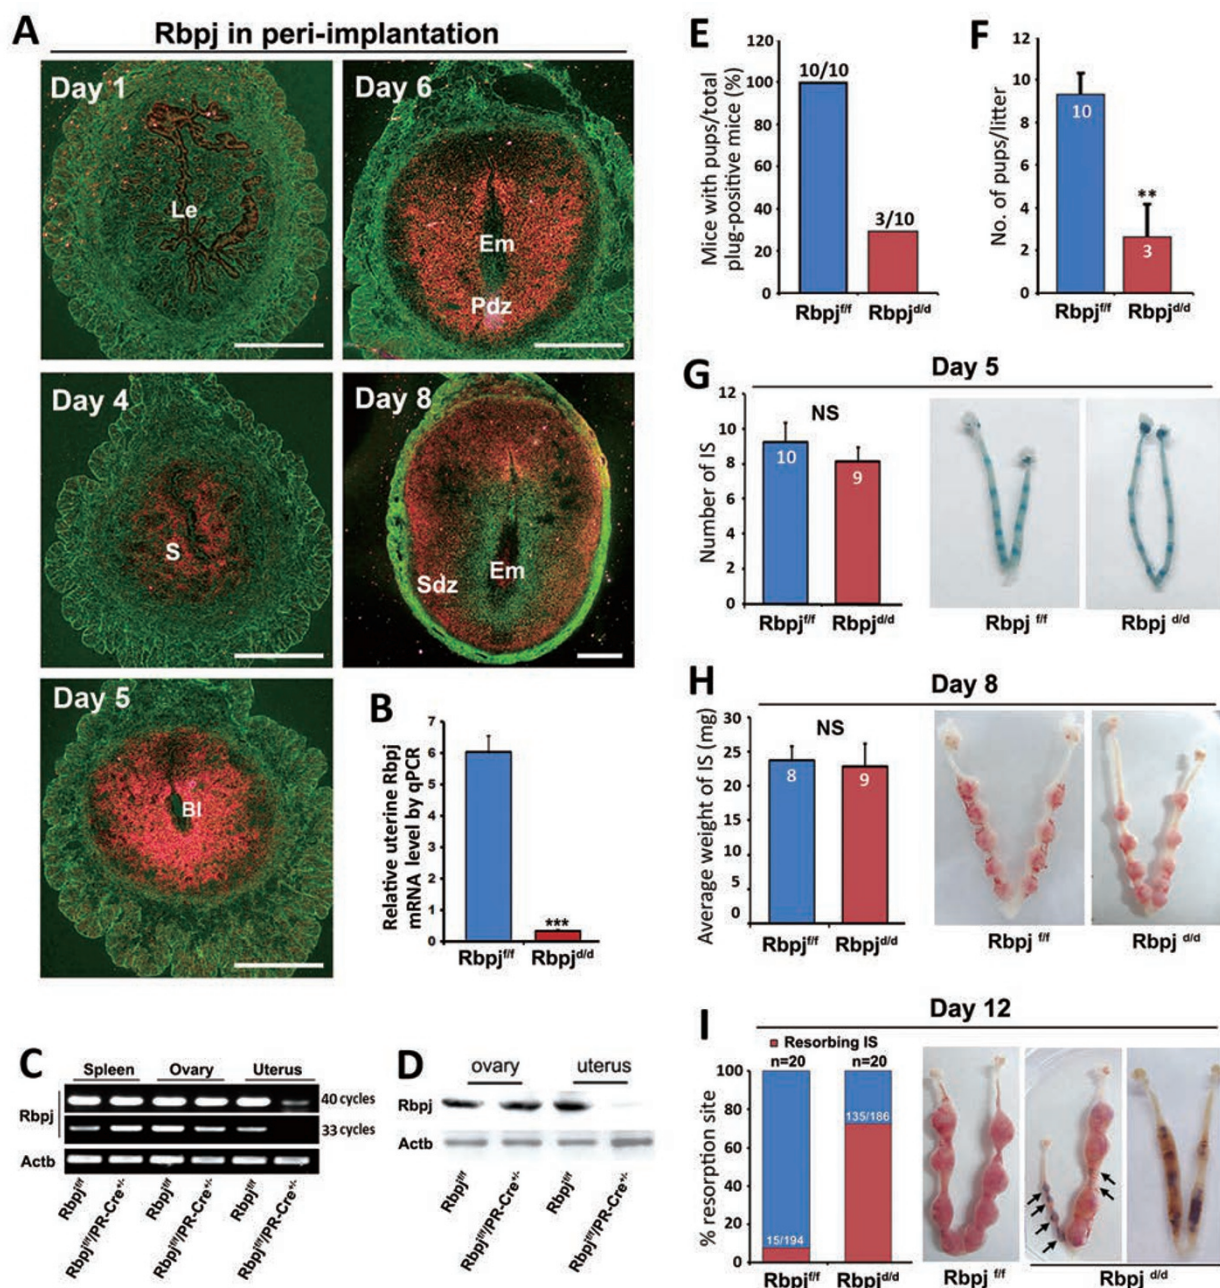 A
Rbpj in peri-implantation
Day 1
Le
Day 6
Em
Pdz
Day 4
S
Day 8
Sdz
Em
Day 5
Bl
B
Relative uterine Rbpj
mRNA level by qPCR
7
6
5
4
3
2
1
0
***
Rbpjf/f
Rbpjd/d
C
Spleen
Ovary
Uterus
Rbpj
40 cycles
33 cycles
Actb
Rbpjf/f
Rbpjf/f/PR-Cre+/-
Rbpjf/f
Rbpjf/f/PR-Cre+/-
Rbpjf/f
Rbpjf/f/PR-Cre+/-
D
ovary
uterus
Rbpj
Actb
Rbpjf/f
Rbpjf/f/PR-Cre+/-
Rbpjf/f
Rbpjf/f/PR-Cre+/-
E
Mice with pups/total
plug-positive mice (%)
120
100
80
60
40
20
0
10/10
3/10
Rbpjf/f
Rbpjd/d
F
No. of pups/litter
12
10
8
6
4
2
0
10
**
3
Rbpjf/f
Rbpjd/d
G
Day 5
Number of IS
12
10
8
6
4
2
0
NS
10
9
Rbpjf/f
Rbpjd/d
Rbpj f/f
Rbpj d/d
H
Day 8
Average weight of IS (mg)
30
25
20
15
10
5
0
NS
8
9
Rbpjf/f
Rbpjd/d
Rbpj f/f
Rbpj d/d
I
Day 12
Resorbing IS
% resorption site
100
80
60
40
20
0
n=20
n=20
15/194
135/186
Rbpjf/f
Rbpjd/d
Rbpj f/f
Rbpj d/d